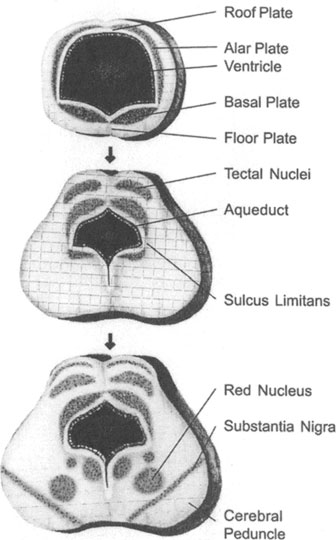 Roof Plate
Alar Plate
Ventricle
Basal Plate
Floor Plate
Tectal Nuclei
Aqueduct
Sulcus Limitans
Red Nucleus
Substantia Nigra
Cerebral
Peduncle